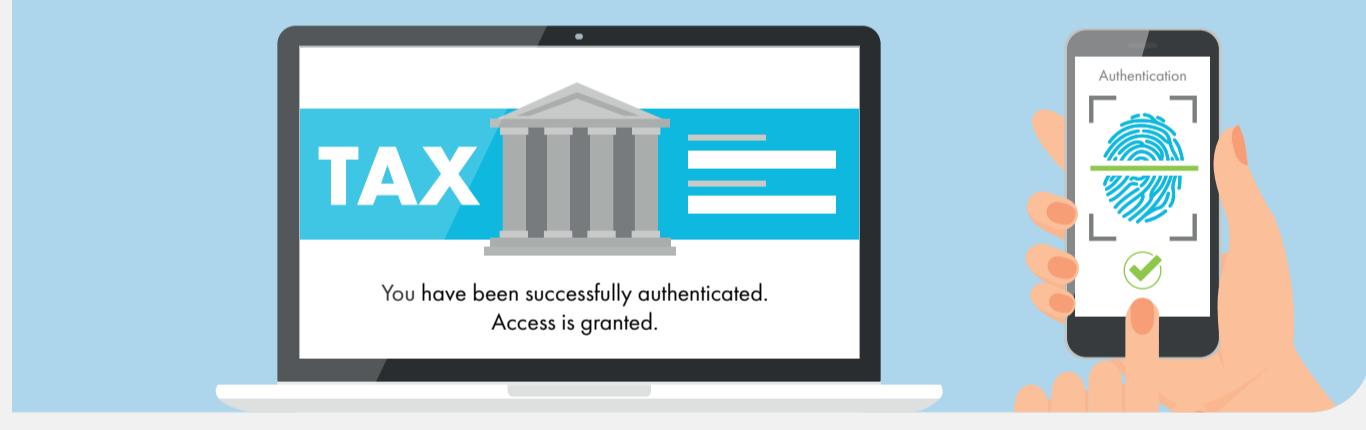 TAX
You have been successfully authenticated.
Access is granted.
Authentication